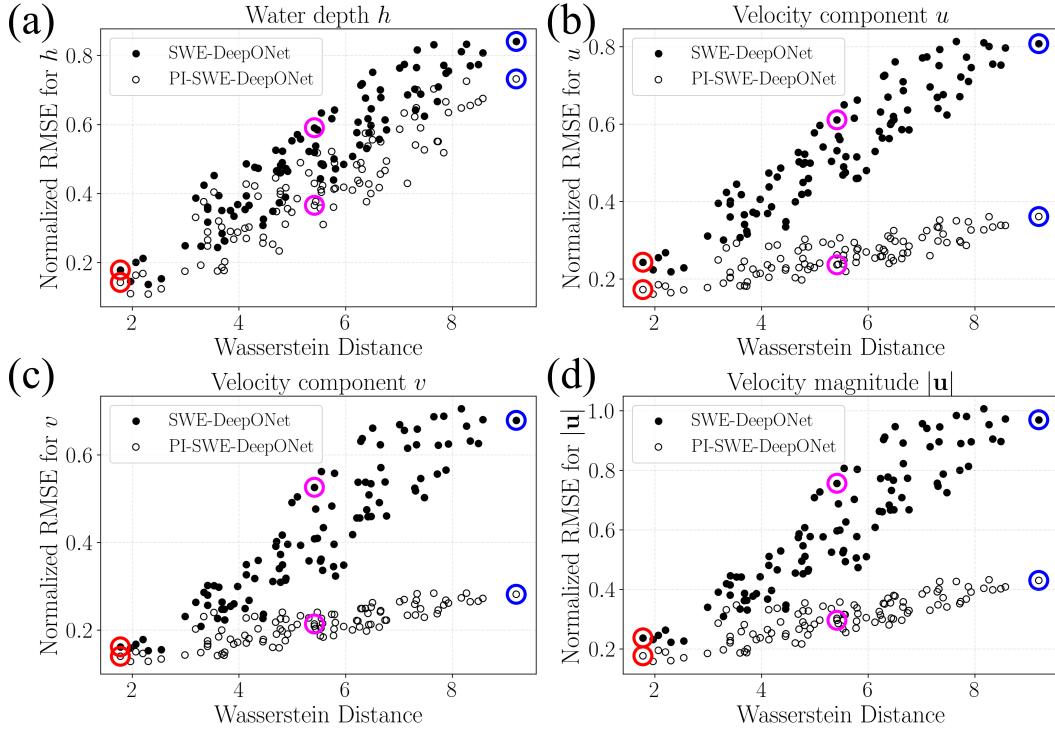 (a)
Water depth h
SWE-DeepONet
PI-SWE-DeepONet
Normalized RMSE for h
0.8
0.6
0.4
0.2
2 4 6 8
Wasserstein Distance
(b)
Velocity component u
SWE-DeepONet
PI-SWE-DeepONet
Normalized RMSE for u
0.8
0.6
0.4
0.2
2 4 6 8
Wasserstein Distance
(c)
Velocity component v
SWE-DeepONet
PI-SWE-DeepONet
Normalized RMSE for v
0.6
0.4
0.2
2 4 6 8
Wasserstein Distance
(d)
Velocity magnitude |𝐮|
SWE-DeepONet
PI-SWE-DeepONet
Normalized RMSE for |𝐮|
1.0
0.8
0.6
0.4
0.2
2 4 6 8
Wasserstein Distance